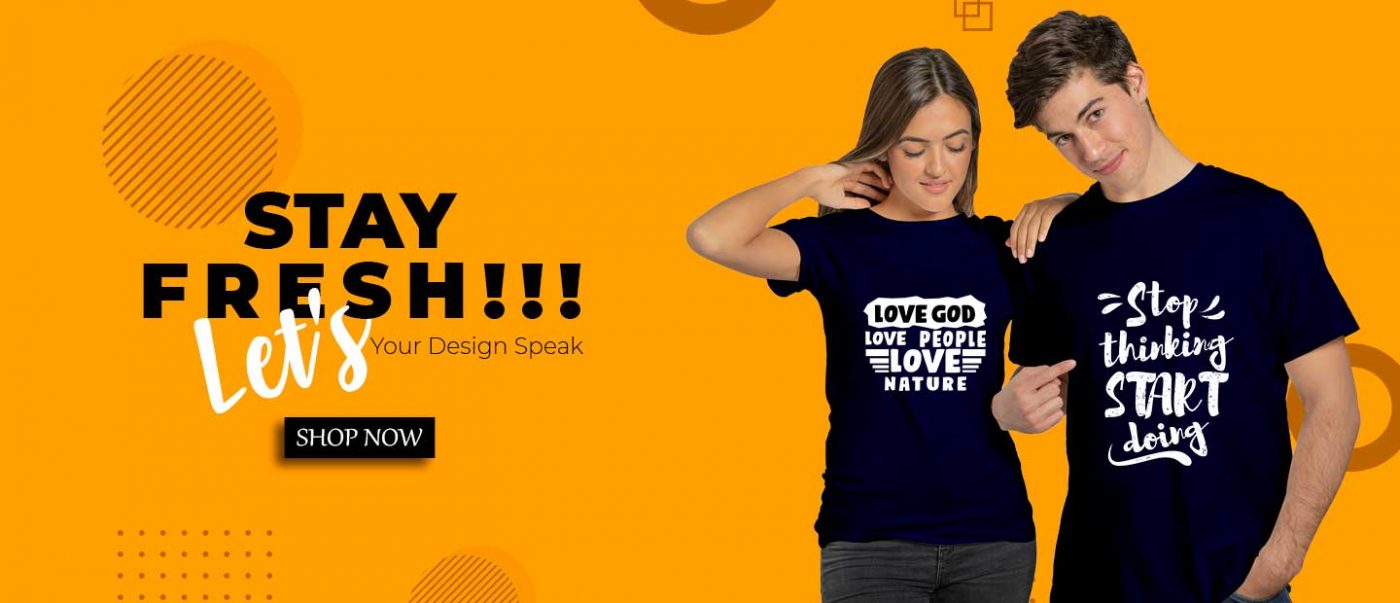 STAY
FRESH!!!
Let's Your Design Speak
SHOP NOW
LOVE GOD
LOVE PEOPLE
LOVE
NATURE
Stop
thinking
START
doing